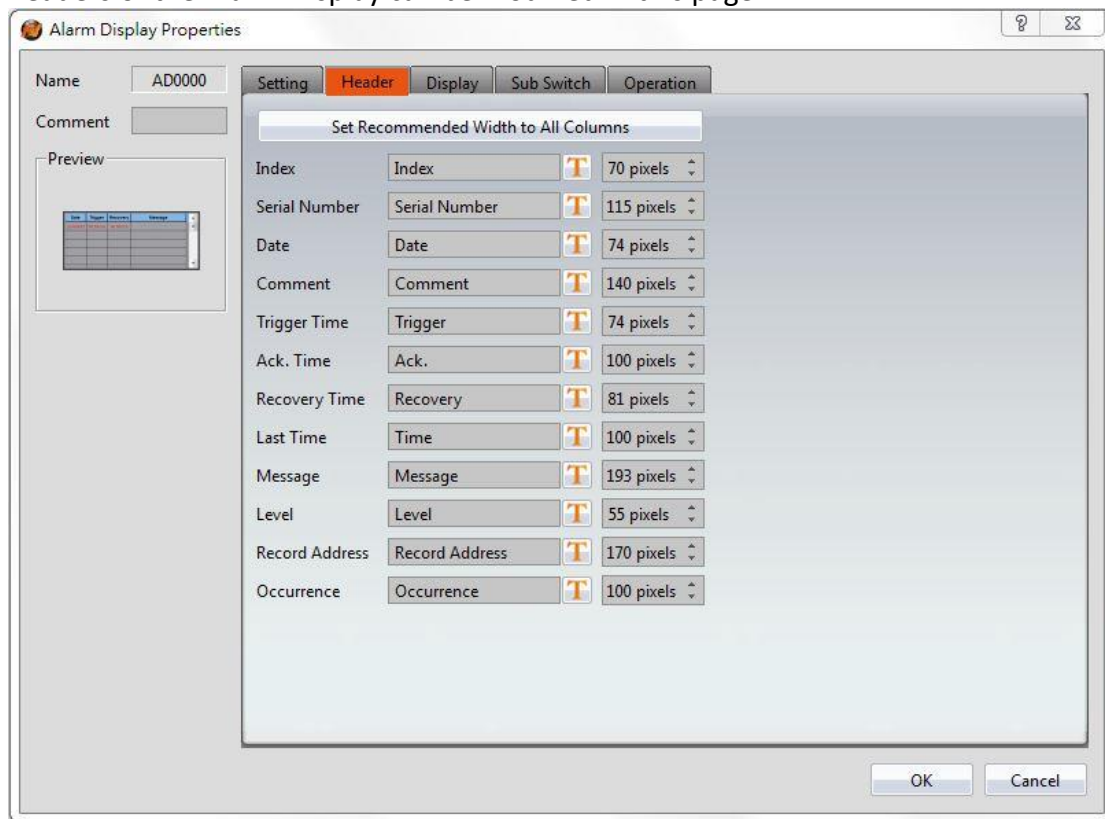 Alarm Display Properties
Name AD0000
Comment
Preview
Date Trigger Recovery Message
Setting Header Display Sub Switch Operation
Set Recommended Width to All Columns
Index Index T 70 pixels
Serial Number Serial Number T 115 pixels
Date Date T 74 pixels
Comment Comment T 140 pixels
Trigger Time Trigger T 74 pixels
Ack. Time Ack. T 100 pixels
Recovery Time Recovery T 81 pixels
Last Time Time T 100 pixels
Message Message T 193 pixels
Level Level T 55 pixels
Record Address Record Address T 170 pixels
Occurrence Occurrence T 100 pixels
OK Cancel